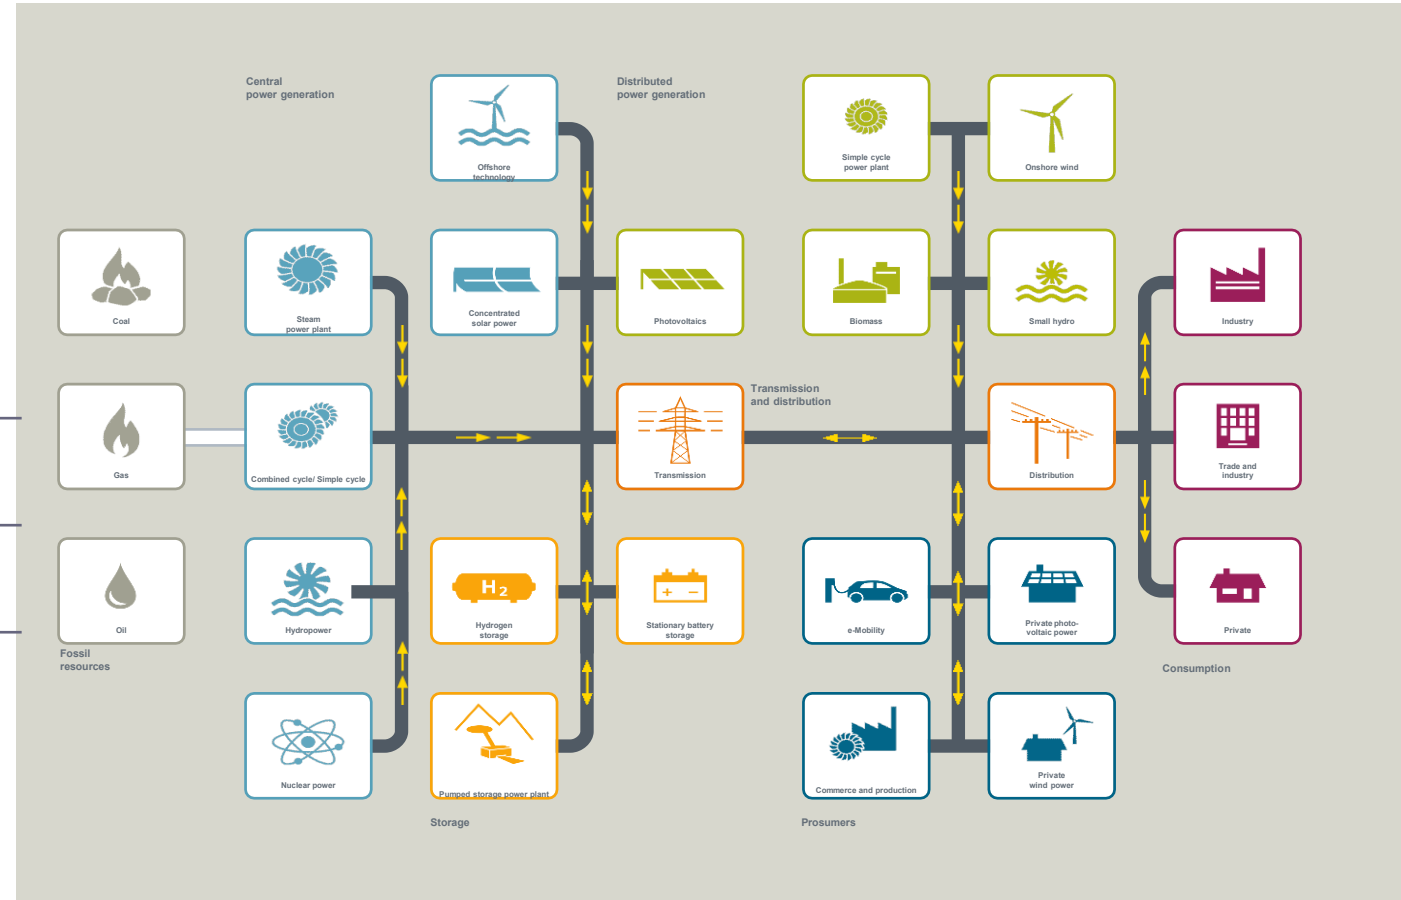 Central
power generation
Distributed
power generation
Offshore
technology
Simple cycle
power plant
Onshore wind
Coal
Steam
power plant
Concentrated
solar power
Photovoltaics
Biomass
Small hydro
Industry
Transmission
and distribution
Gas
Combined cycle/ Simple cycle
Transmission
Distribution
Trade and
industry
Oil
Hydropower
H2
Hydrogen
storage
Stationary battery
storage
e-Mobility
Private photo-
voltaic power
Private
Fossil
resources
Consumption
Nuclear power
Pumped storage power plant
Commerce and production
Private
wind power
Storage
Prosumers